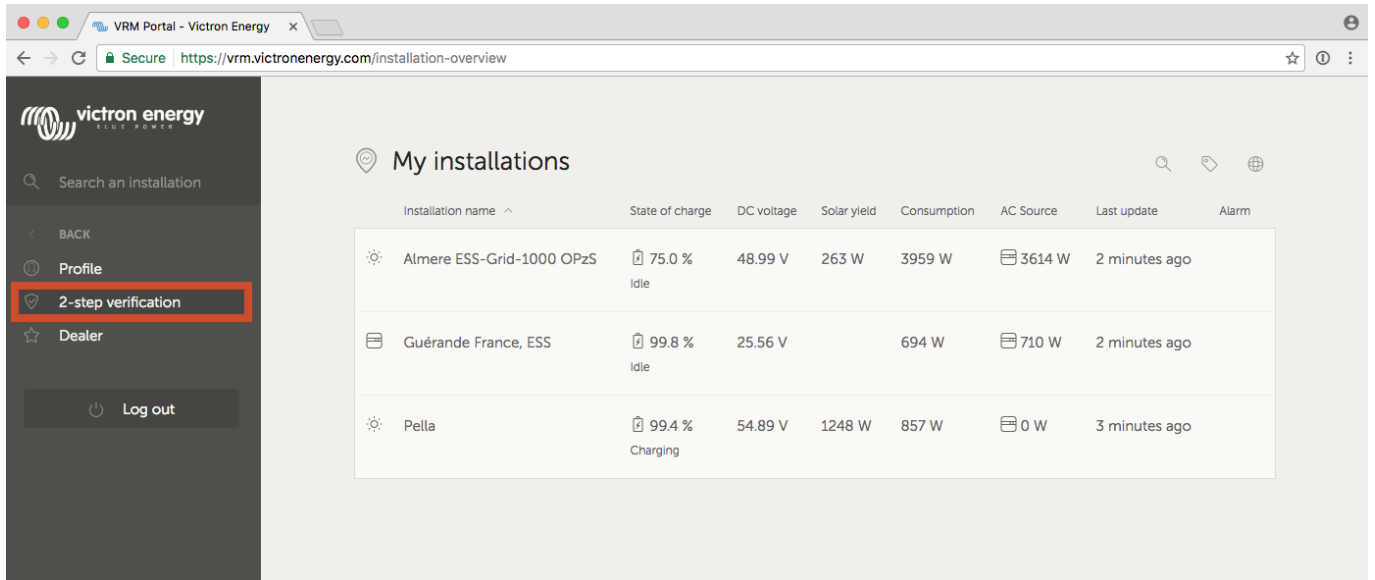 VRM Portal - Victron Energy
Secure https://vrm.victronenergy.com/installation-overview
victron energy
BLUE POWER
Search an installation
BACK
Profile
2-step verification
Dealer
Log out
My installations
Installation name State of charge DC voltage Solar yield Consumption AC Source Last update Alarm
Almere ESS-Grid-1000 OPzS 75.0 % 48.99 V 263 W 3959 W 3614 W 2 minutes ago
Idle
Guérande France, ESS 99.8 % 25.56 V 694 W 710 W 2 minutes ago
Idle
Pella 99.4 % 54.89 V 1248 W 857 W 0 W 3 minutes ago
Charging